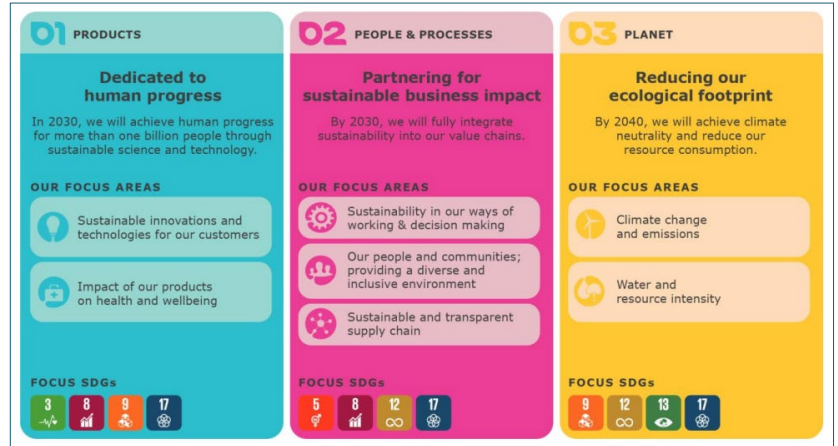 01 PRODUCTS
Dedicated to
human progress
In 2030, we will achieve human progress
for more than one billion people through
sustainable science and technology.
OUR FOCUS AREAS
Sustainable innovations and
technologies for our customers
Impact of our products
on health and wellbeing
FOCUS SDGs
3 8 9 17
02 PEOPLE & PROCESSES
Partnering for
sustainable business impact
By 2030, we will fully integrate
sustainability into our value chains.
OUR FOCUS AREAS
Sustainability in our ways of
working & decision making
Our people and communities;
providing a diverse and
inclusive environment
Sustainable and transparent
supply chain
FOCUS SDGs
5 8 12 17
03 PLANET
Reducing our
ecological footprint
By 2040, we will achieve climate
neutrality and reduce our
resource consumption.
OUR FOCUS AREAS
Climate change
and emissions
Water and
resource intensity
FOCUS SDGs
9 12 13 17